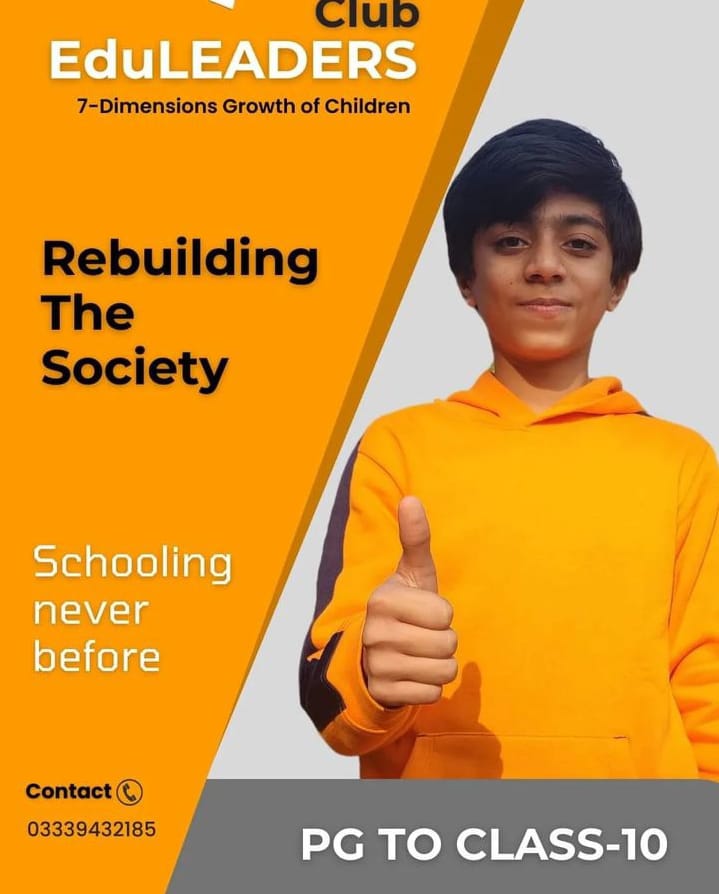 Club
EduLEADERS
7-Dimensions Growth of Children
Rebuilding
The
Society
Schooling
never
before
Contact
03339432185
PG TO CLASS-10